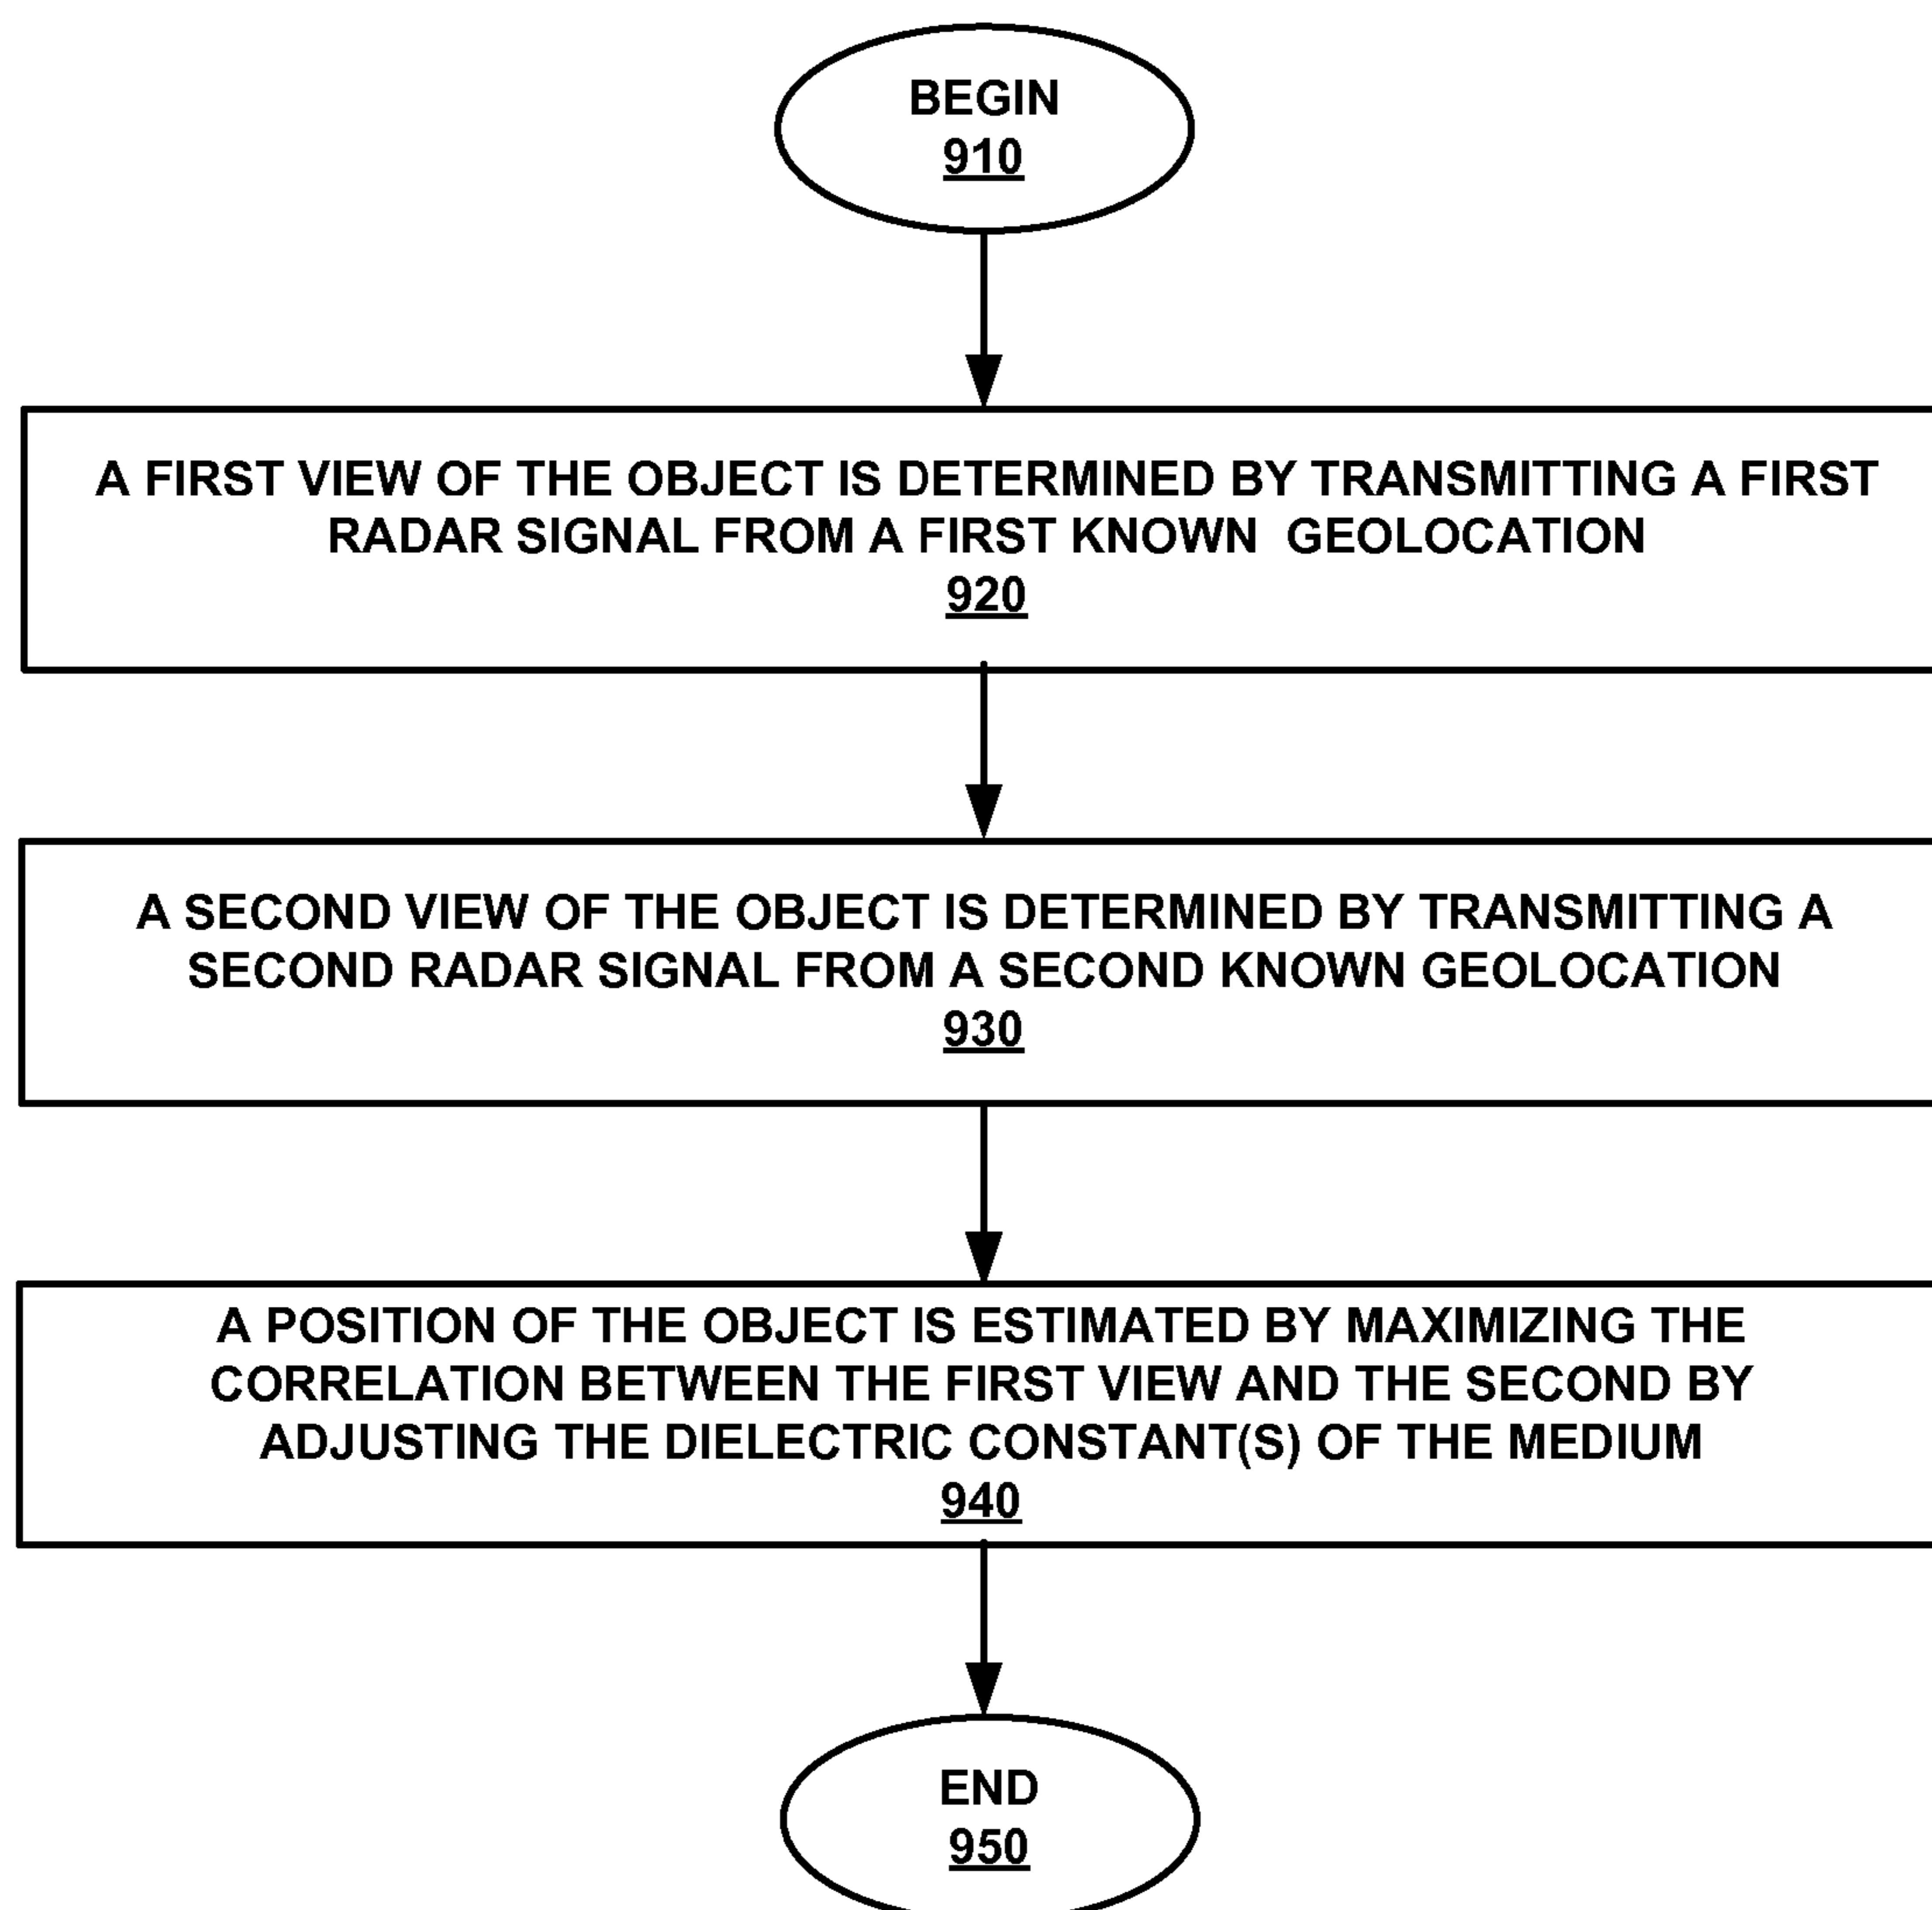 BEGIN
910
A FIRST VIEW OF THE OBJECT IS DETERMINED BY TRANSMITTING A FIRST
RADAR SIGNAL FROM A FIRST KNOWN GEOLOCATION
920
A SECOND VIEW OF THE OBJECT IS DETERMINED BY TRANSMITTING A
SECOND RADAR SIGNAL FROM A SECOND KNOWN GEOLOCATION
930
A POSITION OF THE OBJECT IS ESTIMATED BY MAXIMIZING THE
CORRELATION BETWEEN THE FIRST VIEW AND THE SECOND BY
ADJUSTING THE DIELECTRIC CONSTANT(S) OF THE MEDIUM
940
END
950